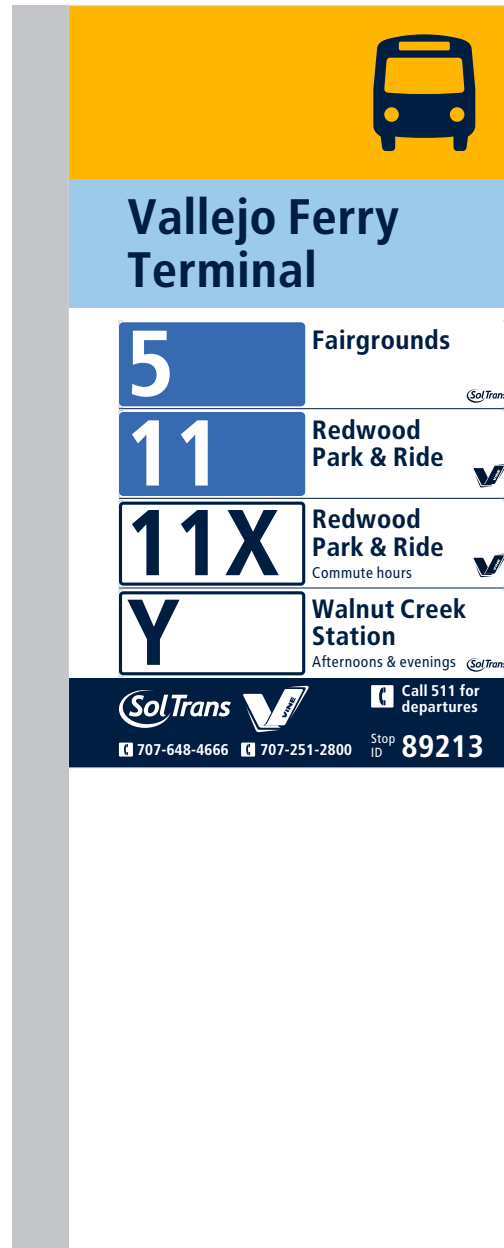 Vallejo Ferry
Terminal
5 Fairgrounds
SolTrans
11 Redwood
Park & Ride
V
11X Redwood
Park & Ride
Commute hours
V
Y Walnut Creek
Station
Afternoons & evenings SolTrans
SolTrans V VINE Call 511 for
departures
707-648-4666 707-251-2800 Stop
ID 89213